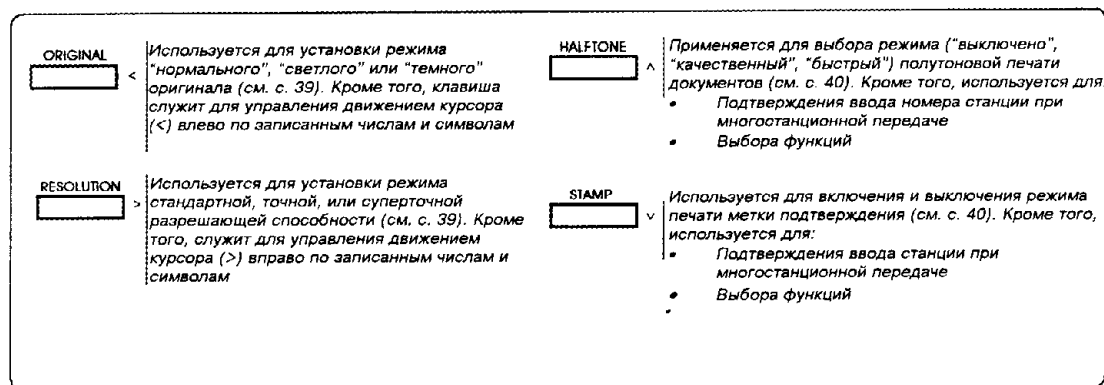 ORIGINAL
<
Используется для установки режима
"нормального", "светлого" или "темного"
оригинала (см. с. 39). Кроме того, клавиша
служит для управления движением курсора
(<) влево по записанным числам и символам
RESOLUTION
>
Используется для установки режима
стандартной, точной, или суперточной
разрешающей способности (см. с. 39). Кроме
того, служит для управления движением
курсора (>) вправо по записанным числам и
символам
HALFTONE
^
Применяется для выбора режима ("выключено",
"качественный", "быстрый") полутоновой печати
документов (см. с. 40). Кроме того, используется для:
• Подтверждения ввода номера станции при
многостанционной передаче
• Выбора функций
STAMP
v
Используется для включения и выключения режима
печати метки подтверждения (см. с. 40). Кроме того,
используется для:
• Подтверждения ввода станции при
многостанционной передаче
• Выбора функций